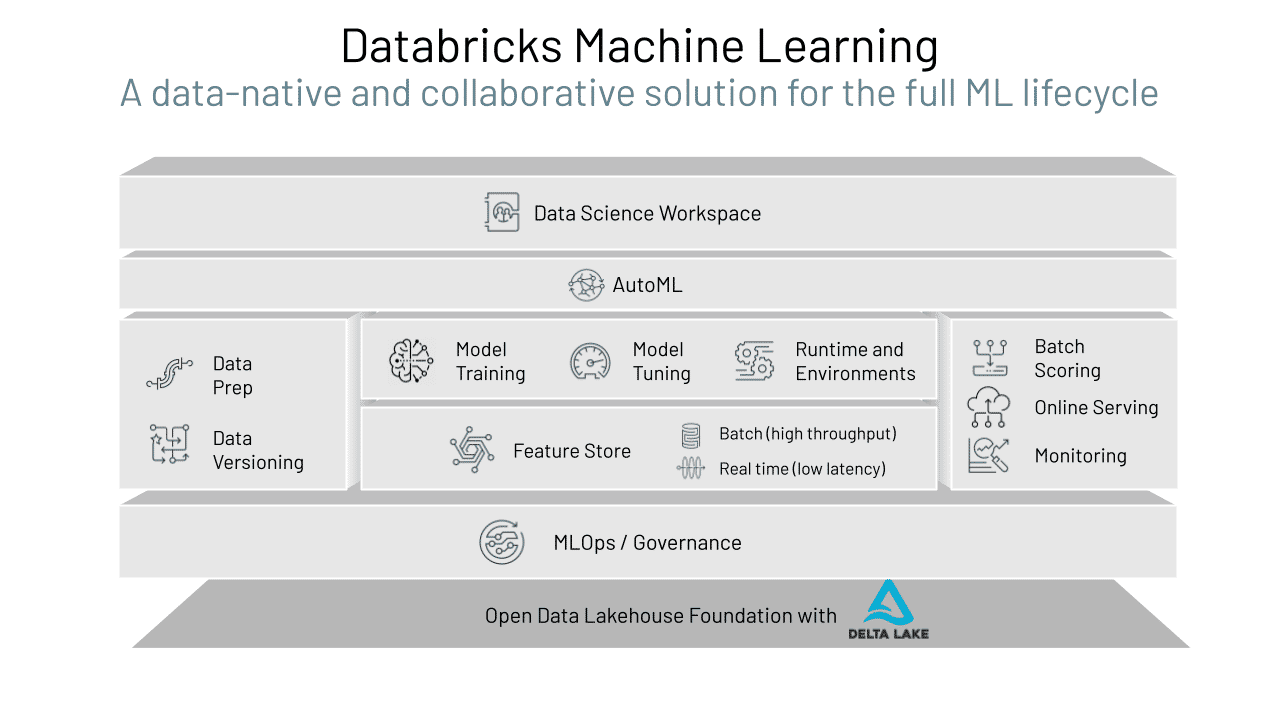 Databricks Machine Learning
A data-native and collaborative solution for the full ML lifecycle
Data Science Workspace
AutoML
Data
Prep
Data
Versioning
Model
Training
Model
Tuning
Runtime and
Environments
Feature Store
Batch (high throughput)
Real time (low latency)
Batch
Scoring
Online Serving
Monitoring
MLOps / Governance
Open Data Lakehouse Foundation with
DELTA LAKE